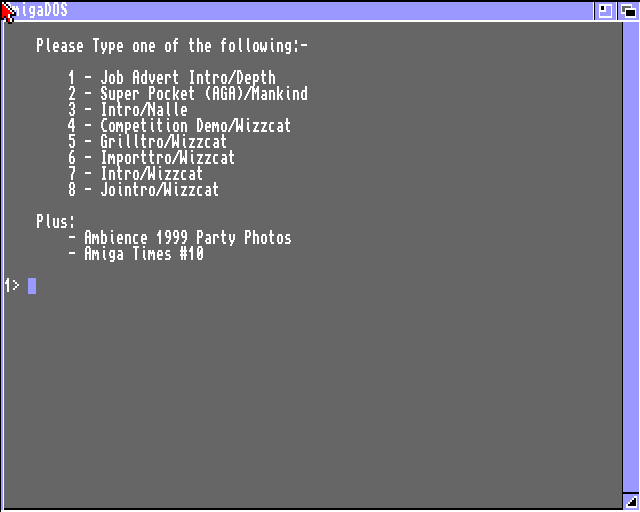 AmigaDOS
Please Type one of the following:-
1 - Job Advert Intro/Depth
2 - Super Pocket (AGA)/Mankind
3 - Intro/Nalle
4 - Competition Demo/Wizzcat
5 - Grilltro/Wizzcat
6 - Importtro/Wizzcat
7 - Intro/Wizzcat
8 - Jointro/Wizzcat
Plus:
- Ambience 1999 Party Photos
- Amiga Times #10
1>